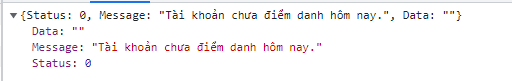 ▼{Status: 0, Message: "Tài khoản chưa điểm danh hôm nay.", Data: ""}
Data: ""
Message: "Tài khoản chưa điểm danh hôm nay."
Status: 0